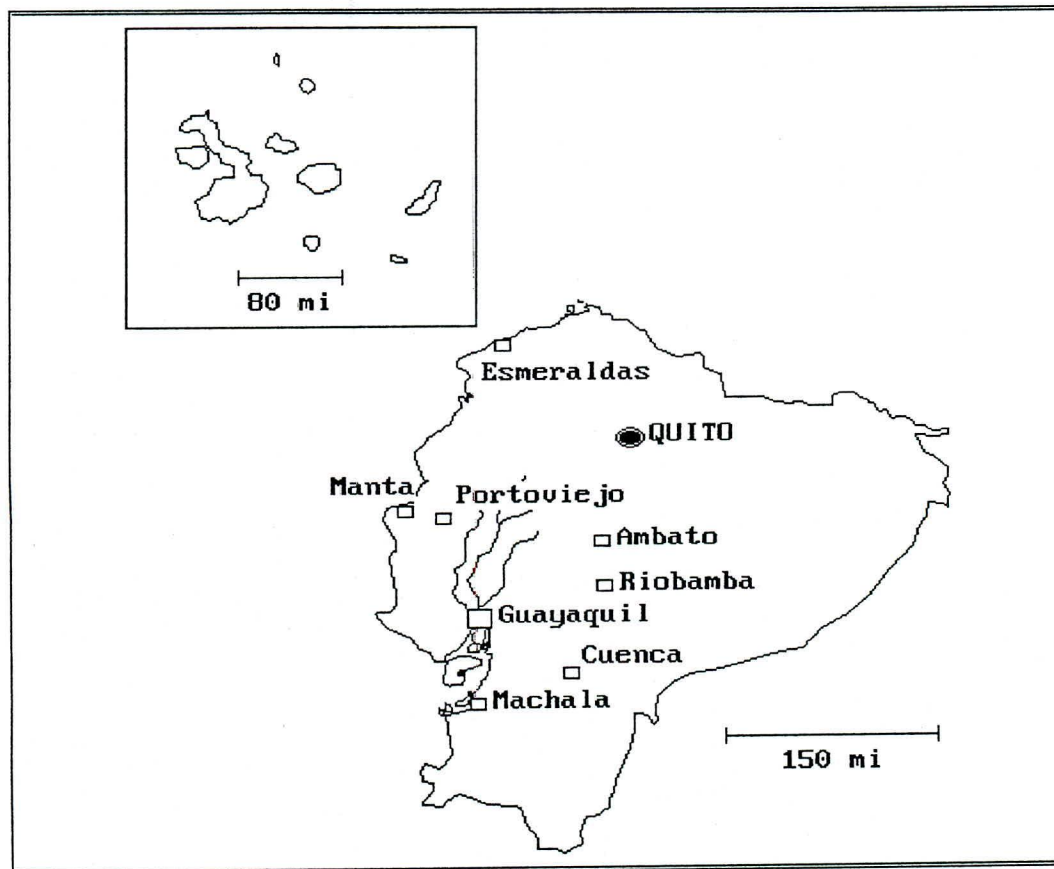 80 mi
Esmeraldas
QUITO
Manta
Portoviejo
Ambato
Riobamba
Guayaquil
Cuenca
Machala
150 mi